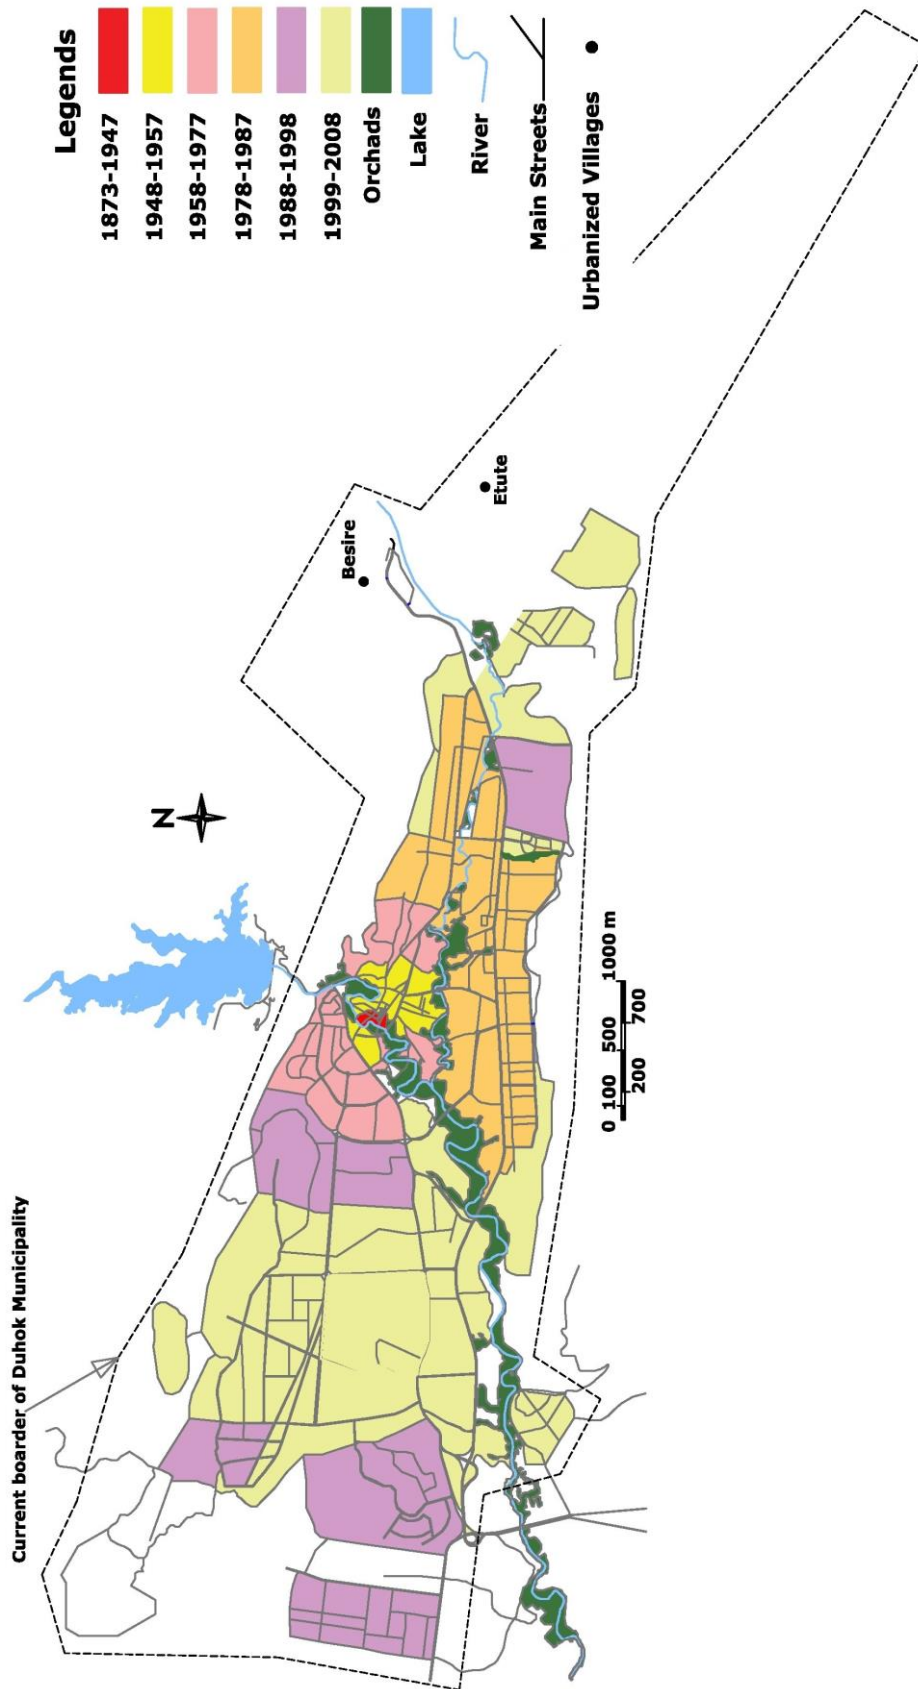 Current boarder of Duhok Municipality
N
Besire
Etute
0 100 500 1000 m
200 700
Legends
1873-1947
1948-1957
1958-1977
1978-1987
1988-1998
1999-2008
Orchads
Lake
River
Main Streets
Urbanized Villages